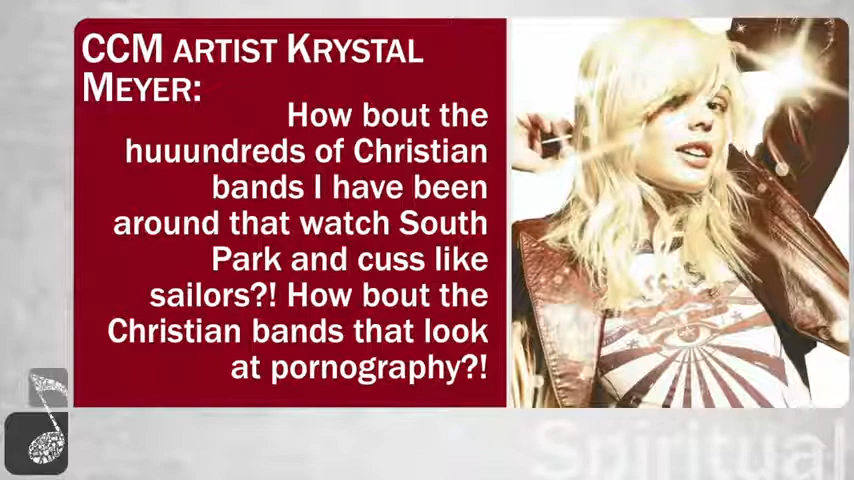 CCM ARTIST KRYSTAL
MEYER:
How bout the
huuundreds of Christian
bands I have been
around that watch South
Park and cuss like
sailors?! How bout the
Christian bands that look
at pornography?!
Spiritual